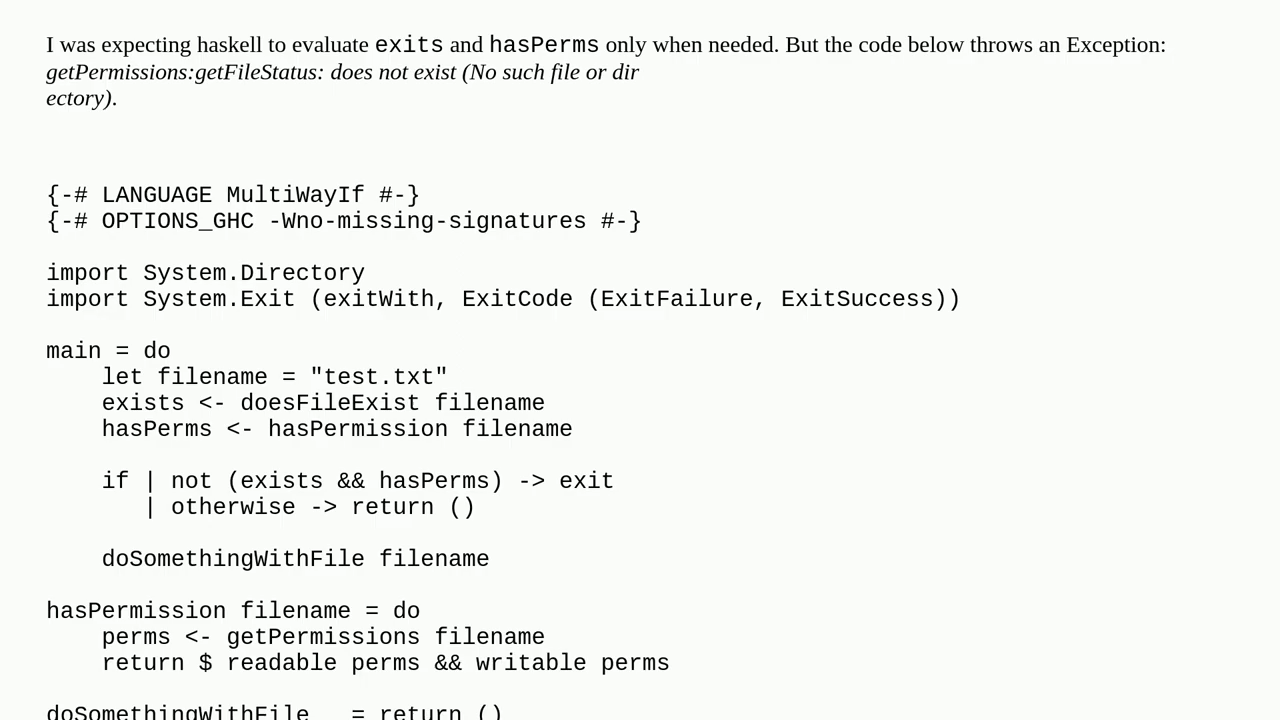 I was expecting haskell to evaluate exits and hasPerms only when needed. But the code below throws an Exception:
getPermissions:getFileStatus: does not exist (No such file or dir
ectory).
{-# LANGUAGE MultiWayIf #-}
{-# OPTIONS_GHC -Wno-missing-signatures #-}
import System.Directory
import System.Exit (exitWith, ExitCode (ExitFailure, ExitSuccess))
main = do
    let filename = "test.txt"
    exists <- doesFileExist filename
    hasPerms <- hasPermission filename
    if | not (exists && hasPerms) -> exit
       | otherwise -> return ()
    doSomethingWithFile filename
hasPermission filename = do
    perms <- getPermissions filename
    return $ readable perms && writable perms
doSomethingWithFile _ = return ()